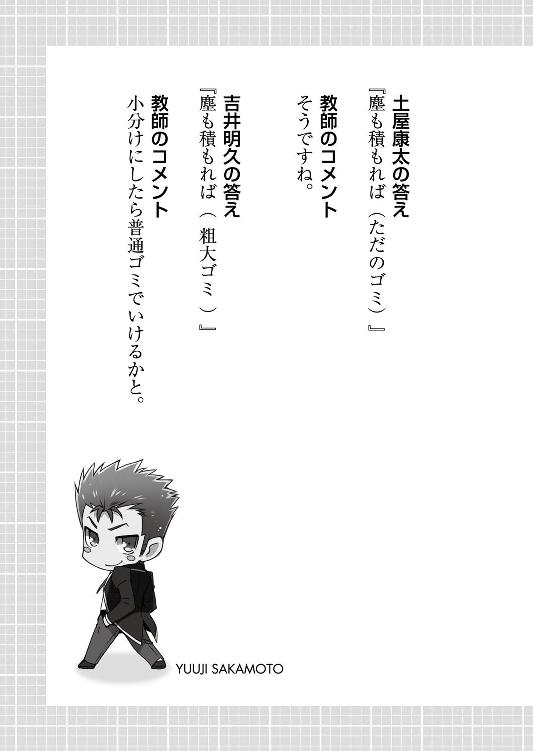 土屋康太の答え
『塵も積もれば（ただのゴミ）』
教師のコメント
そうですね。
吉井明久の答え
『塵も積もれば（ 粗大ゴミ ）』
教師のコメント
小分けにしたら普通ゴミでいけるかと。
YUUJI SAKAMOTO